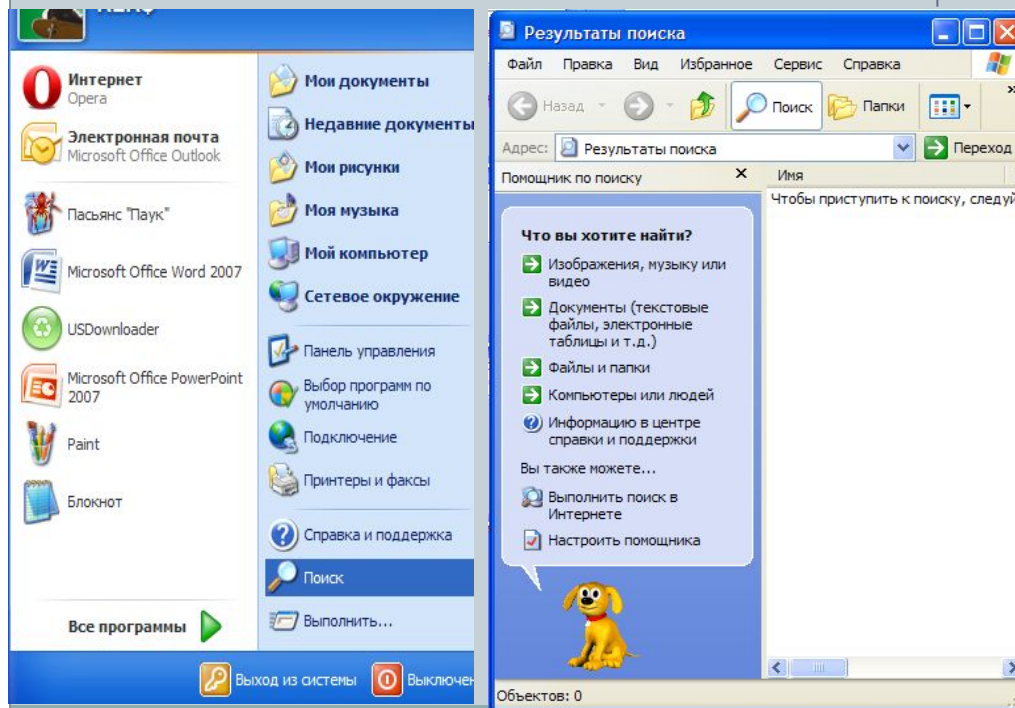 Интернет
Opera
Электронная почта
Microsoft Office Outlook
Пасьянс "Паук"
Microsoft Office Word 2007
USDownloader
Microsoft Office PowerPoint
2007
Paint
Блокнот
Все программы
Мои документы
Недавние документы
Мои рисунки
Моя музыка
Мой компьютер
Сетевое окружение
Панель управления
Выбор программ по
умолчанию
Подключение
Принтеры и факсы
Справка и поддержка
Поиск
Выполнить...
Выход из системы
Выключен
Результаты поиска
Файл Правка Вид Избранное Сервис Справка
Назад Поиск Папки »
Адрес: Результаты поиска Переход
Помощник по поиску
Что вы хотите найти?
Изображения, музыку или
видео
Документы (текстовые
файлы, электронные
таблицы и т.д.)
Файлы и папки
Компьютеры или людей
Информацию в центре
справки и поддержки
Вы также можете...
Выполнить поиск в
Интернете
Настроить помощника
Имя
Чтобы приступить к поиску, следуй
Объектов: 0